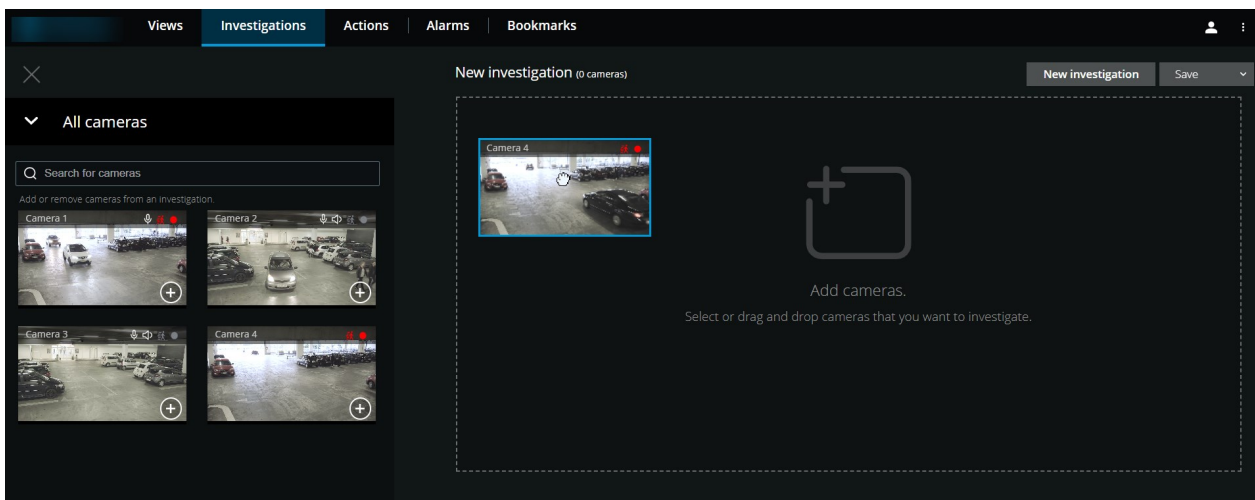 Views
Investigations
Actions
Alarms
Bookmarks
New investigation (0 cameras)
New investigation
Save
All cameras
Search for cameras
Add or remove cameras from an investigation.
Camera 1
Camera 2
Camera 3
Camera 4
Camera 4
Add cameras.
Select or drag and drop cameras that you want to investigate.